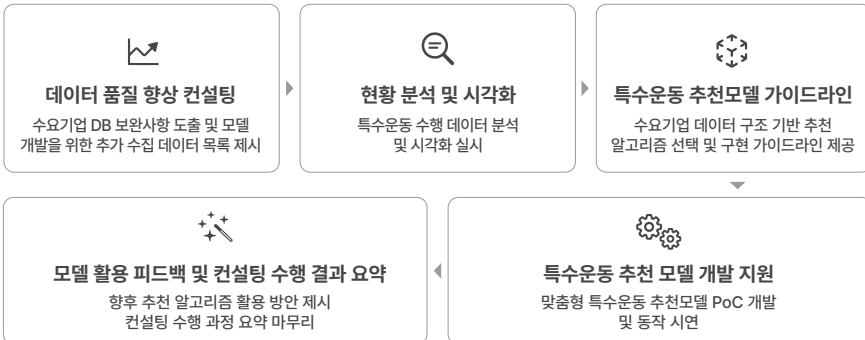 데이터 품질 향상 컨설팅
수요기업 DB 보완사항 도출 및 모델
개발을 위한 추가 수집 데이터 목록 제시
현황 분석 및 시각화
특수운동 수행 데이터 분석
및 시각화 실시
특수운동 추천모델 가이드라인
수요기업 데이터 구조 기반 추천
알고리즘 선택 및 구현 가이드라인 제공
특수운동 추천 모델 개발 지원
맞춤형 특수운동 추천모델 PoC 개발
및 동작 시연
모델 활용 피드백 및 컨설팅 수행 결과 요약
향후 추천 알고리즘 활용 방안 제시
컨설팅 수행 과정 요약 마무리